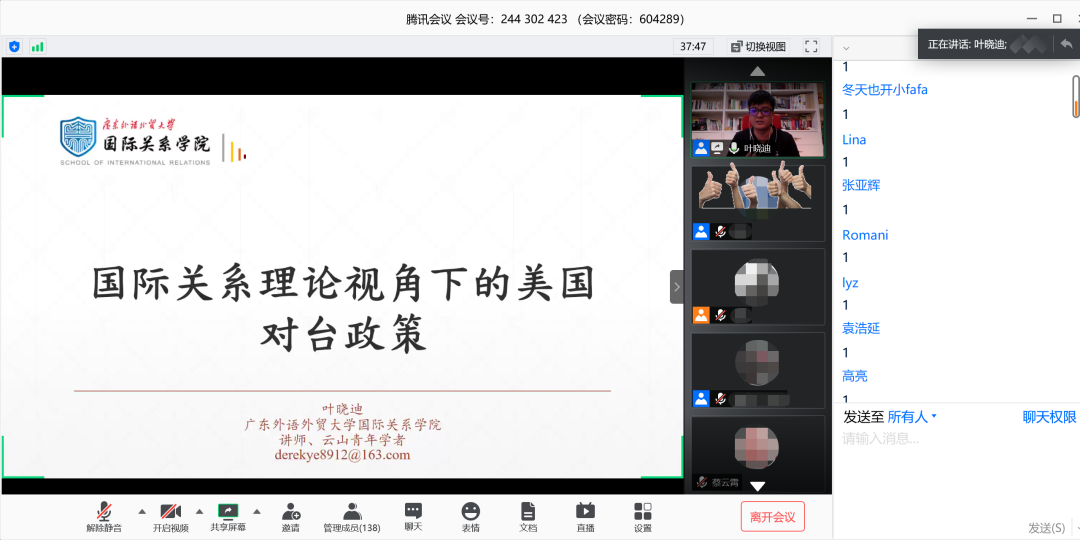 腾讯会议 会议号：244 302 423 （会议密码：604289）
37:47
切换视图
正在讲话: 叶晓迪;
广东外语外贸大学
国际关系学院
SCHOOL OF INTERNATIONAL RELATIONS
国际关系理论视角下的美国
对台政策
叶晓迪
广东外语外贸大学国际关系学院
讲师、云山青年学者
derekye8912@163.com
叶晓迪
蔡云霄
1
冬天也开小fafa
1
Lina
1
张亚辉
1
Romani
1
lyz
1
袁浩延
1
高亮
1
发送至 所有人
聊天权限
请输入消息...
发送(S)
解除静音
开启视频
共享屏幕
邀请
管理成员(138)
聊天
表情
文档
直播
设置
离开会议